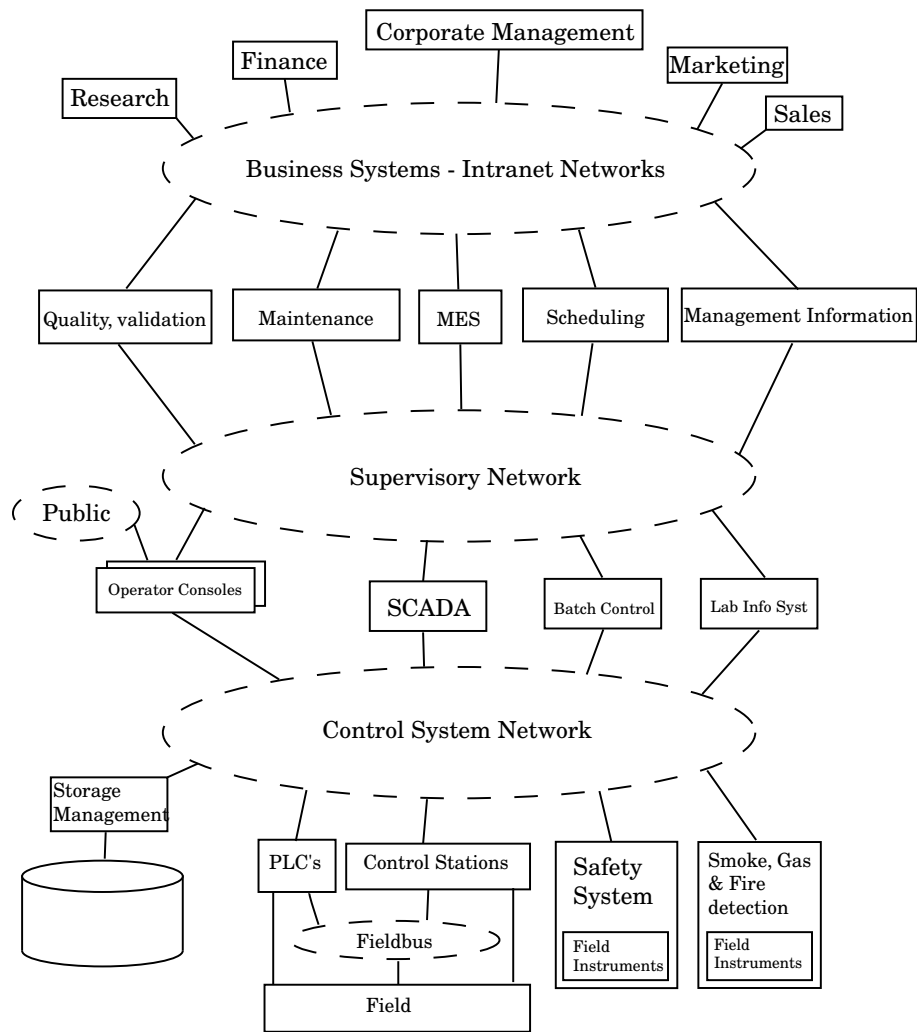 Corporate Management
Finance
Marketing
Research
Sales
Business Systems - Intranet Networks
Quality, validation
Maintenance
MES
Scheduling
Management Information
Supervisory Network
Public
Operator Consoles
SCADA
Batch Control
Lab Info Syst
Control System Network
Storage
Management
PLC's
Control Stations
Safety
System
Smoke, Gas
& Fire
detection
Fieldbus
Field
Instruments
Field
Instruments
Field